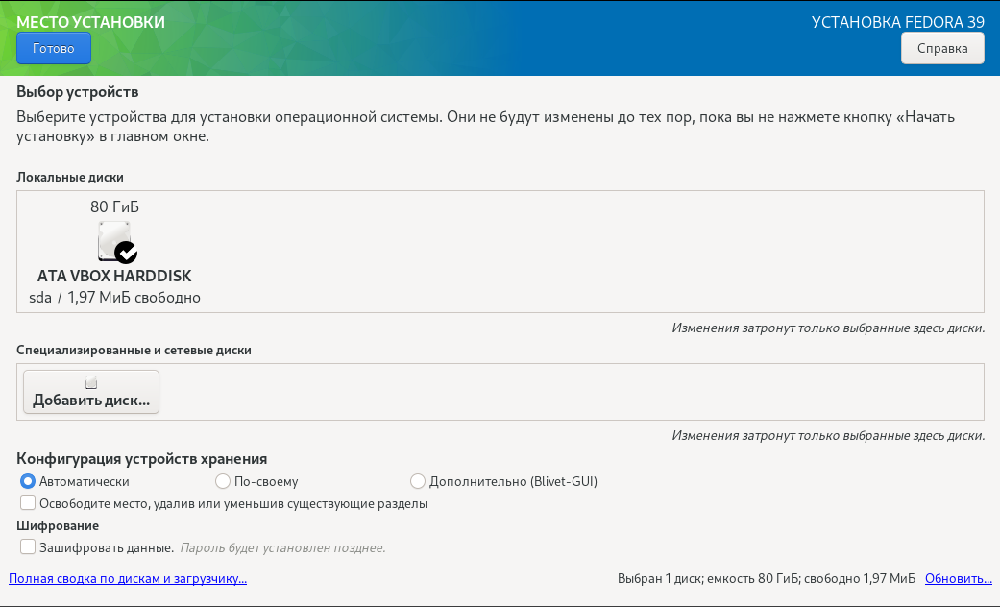 МЕСТО УСТАНОВКИ
УСТАНОВКА FEDORA 39
Готово
Справка
Выбор устройств
Выберите устройства для установки операционной системы. Они не будут изменены до тех пор, пока вы не нажмете кнопку «Начать
установку» в главном окне.
Локальные диски
80 ГиБ
ATA VBOX HARDDISK
sda / 1,97 МиБ свободно
Изменения затронут только выбранные здесь диски.
Специализированные и сетевые диски
Добавить диск...
Изменения затронут только выбранные здесь диски.
Конфигурация устройств хранения
Автоматически
По-своему
Дополнительно (Blivet-GUI)
Освободите место, удалив или уменьшив существующие разделы
Шифрование
Зашифровать данные. Пароль будет установлен позднее.
Полная сводка по дискам и загрузчику...
Выбран 1 диск; емкость 80 ГиБ; свободно 1,97 МиБ
Обновить...